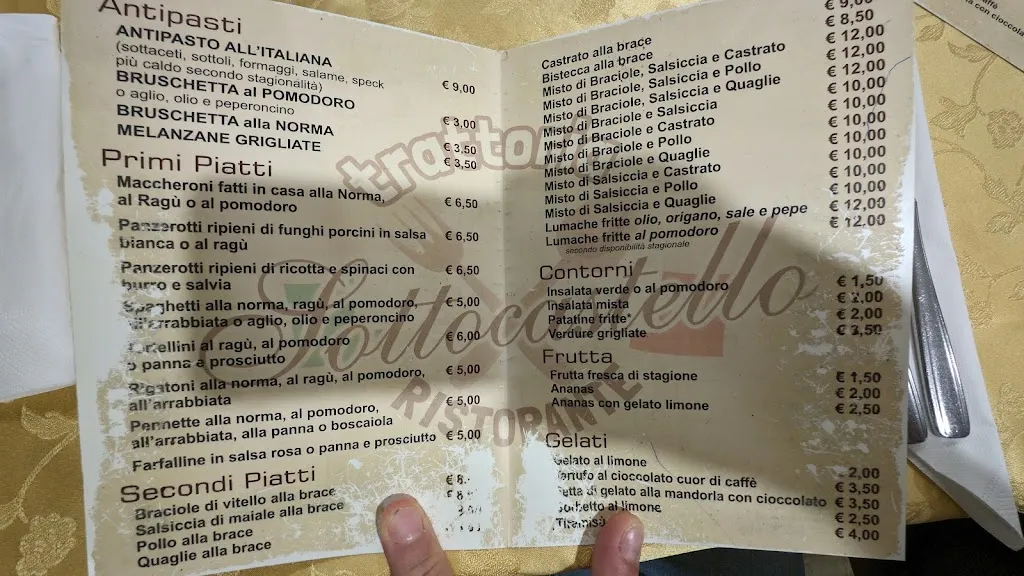 Antipasti
ANTIPASTO ALL'ITALIANA
(sottaceti, sottoli, formaggi, salame, speck
più caldo secondo stagionalità) € 9,00
BRUSCHETTA al POMODORO
o aglio, olio e peperoncino € 3,00
BRUSCHETTA alla NORMA € 3,50
MELANZANE GRIGLIATE € 3,50
Primi Piatti
Maccheroni fatti in casa alla Norma,
al Ragù o al pomodoro € 6,50
Panzerotti ripieni di funghi porcini in salsa
bianca o al ragù € 6,50
Panzerotti ripieni di ricotta e spinaci con
burro e salvia € 6,50
Spaghetti alla norma, ragù, al pomodoro,
all'arrabbiata o aglio, olio e peperoncino € 5,00
Tortellini al ragù, al pomodoro
o panna a prosciutto € 6,00
Rigatoni alla norma, al ragù, al pomodoro,
all'arrabbiata € 5,00
Pennette alla norma, al pomodoro,
all'arrabbiata, alla panna o boscaiola € 5,00
Farfalline in salsa rosa o panna e prosciutto € 5,00
Secondi Piatti
Braciole di vitello alla brace
Salsiccia di maiale alla brace
Pollo alla brace
Quaglie alla brace
trattoria
Sottocastello
RISTORANTE
Castrato alla brace € 9,00
Bistecca alla brace € 8,50
Misto di Braciole, Salsiccia e Castrato € 12,00
Misto di Braciole, Salsiccia e Pollo € 12,00
Misto di Braciole, Salsiccia e Quaglie € 12,00
Misto di Braciole e Salsiccia € 10,00
Misto di Braciole e Castrato € 10,00
Misto di Braciole e Pollo € 10,00
Misto di Braciole e Quaglie € 10,00
Misto di Salsiccia e Castrato € 10,00
Misto di Salsiccia e Pollo € 10,00
Misto di Salsiccia e Quaglie € 10,00
Lumache fritte olio, origano, sale e pepe € 12,00
Lumache fritte al pomodoro € 12,00
secondo disponibilità stagionale
Contorni
Insalata verde o al pomodoro € 1,50
Insalata mista € 2,00
Patatine fritte* € 2,00
Verdure grigliate € 3,50
Frutta
Frutta fresca di stagione € 1,50
Ananas € 2,00
Ananas con gelato limone € 2,50
Gelati
Gelato al limone € 2,00
Tartufo al cioccolato cuor di caffè € 3,50
Fetta di gelato alla mandorla con cioccolato € 3,50
Sorbetto al limone € 2,50
Tiramisà € 4,00